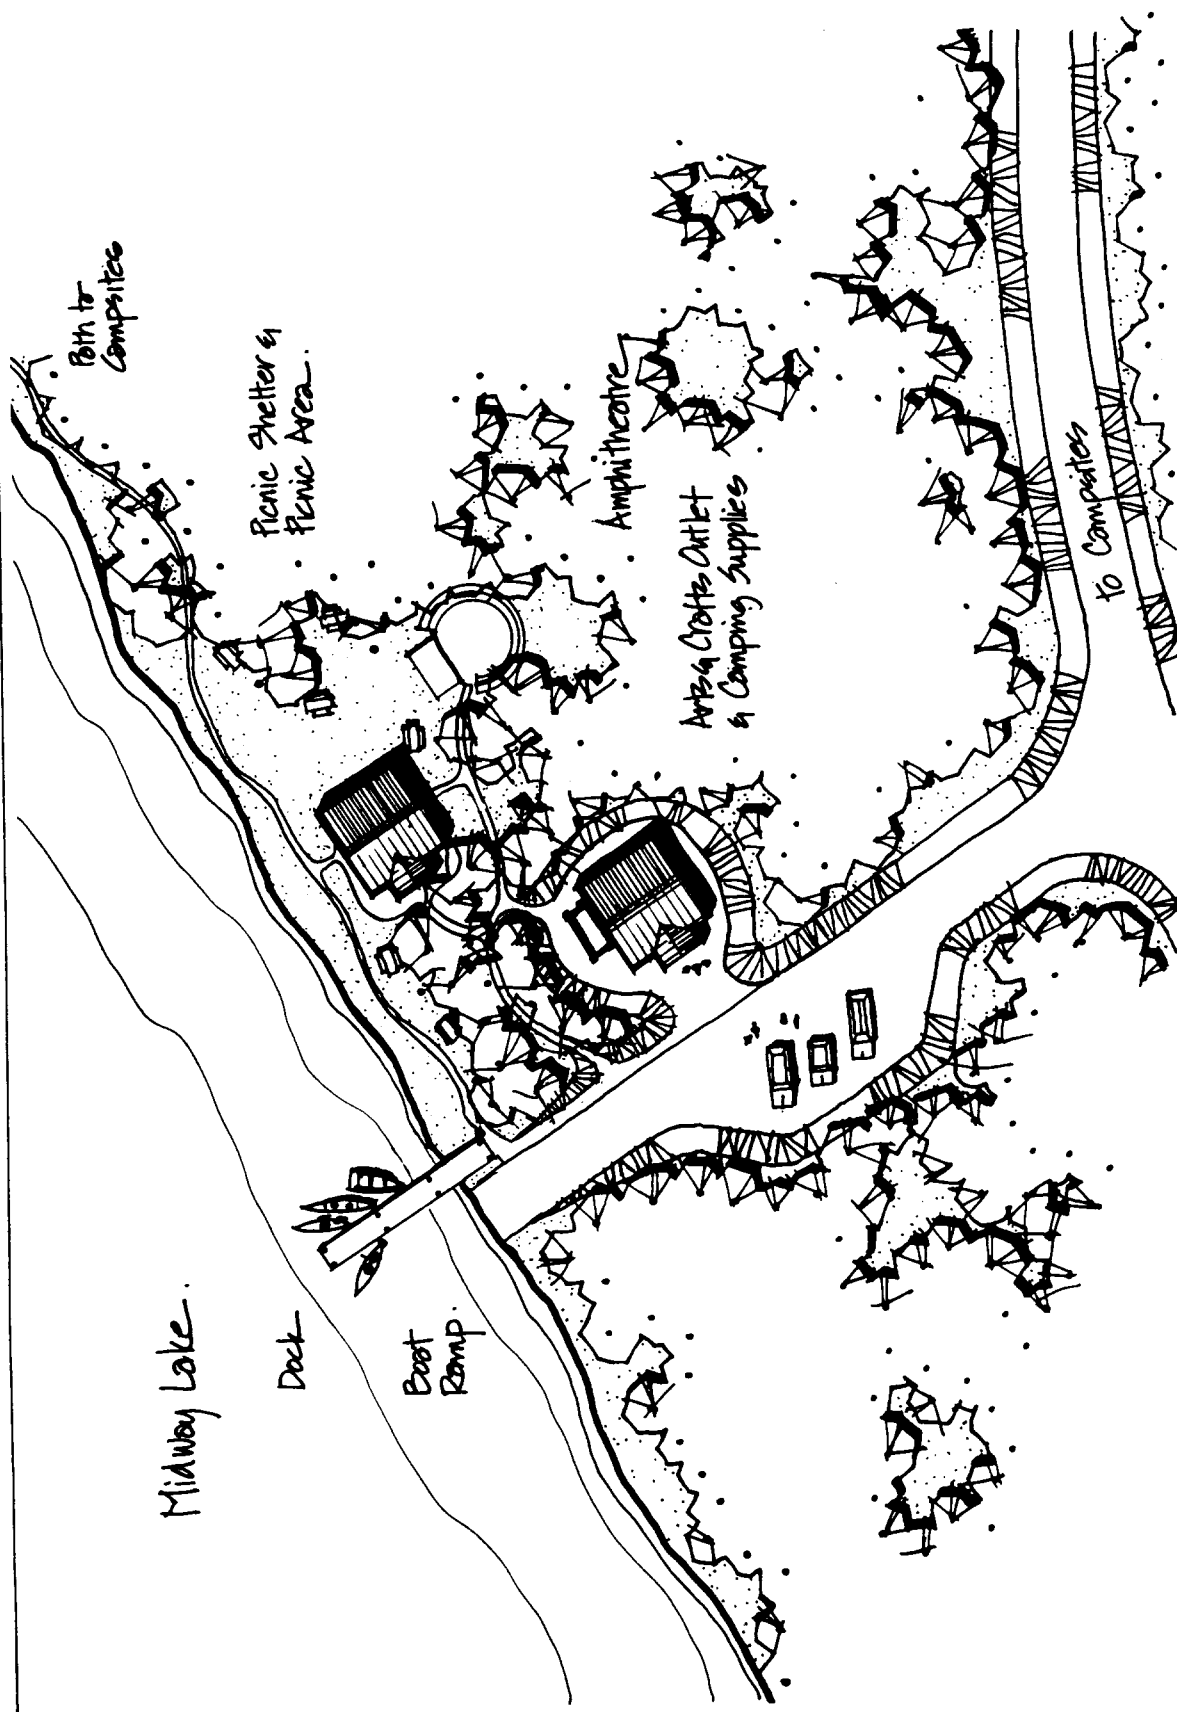 Midway Lake.
Dock
Boat
Ramp.
Path to
Campsites
Picnic Shelter &
Picnic Area.
Amphitheatre
Arts & Crafts Outlet
& Camping Supplies
to Campsites